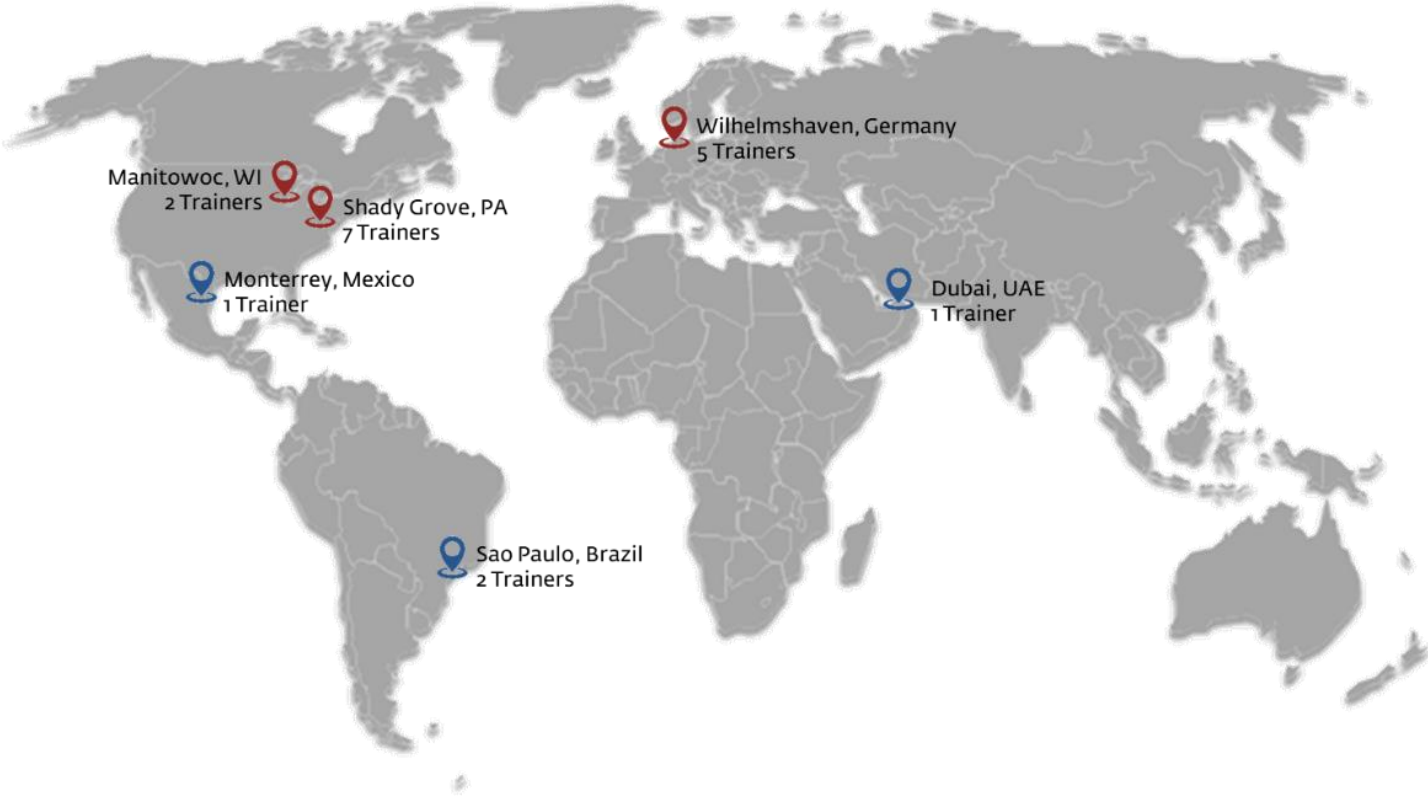 Wilhelmshaven, Germany
5 Trainers
Manitowoc, WI
2 Trainers
Shady Grove, PA
7 Trainers
Monterrey, Mexico
1 Trainer
Dubai, UAE
1 Trainer
Sao Paulo, Brazil
2 Trainers